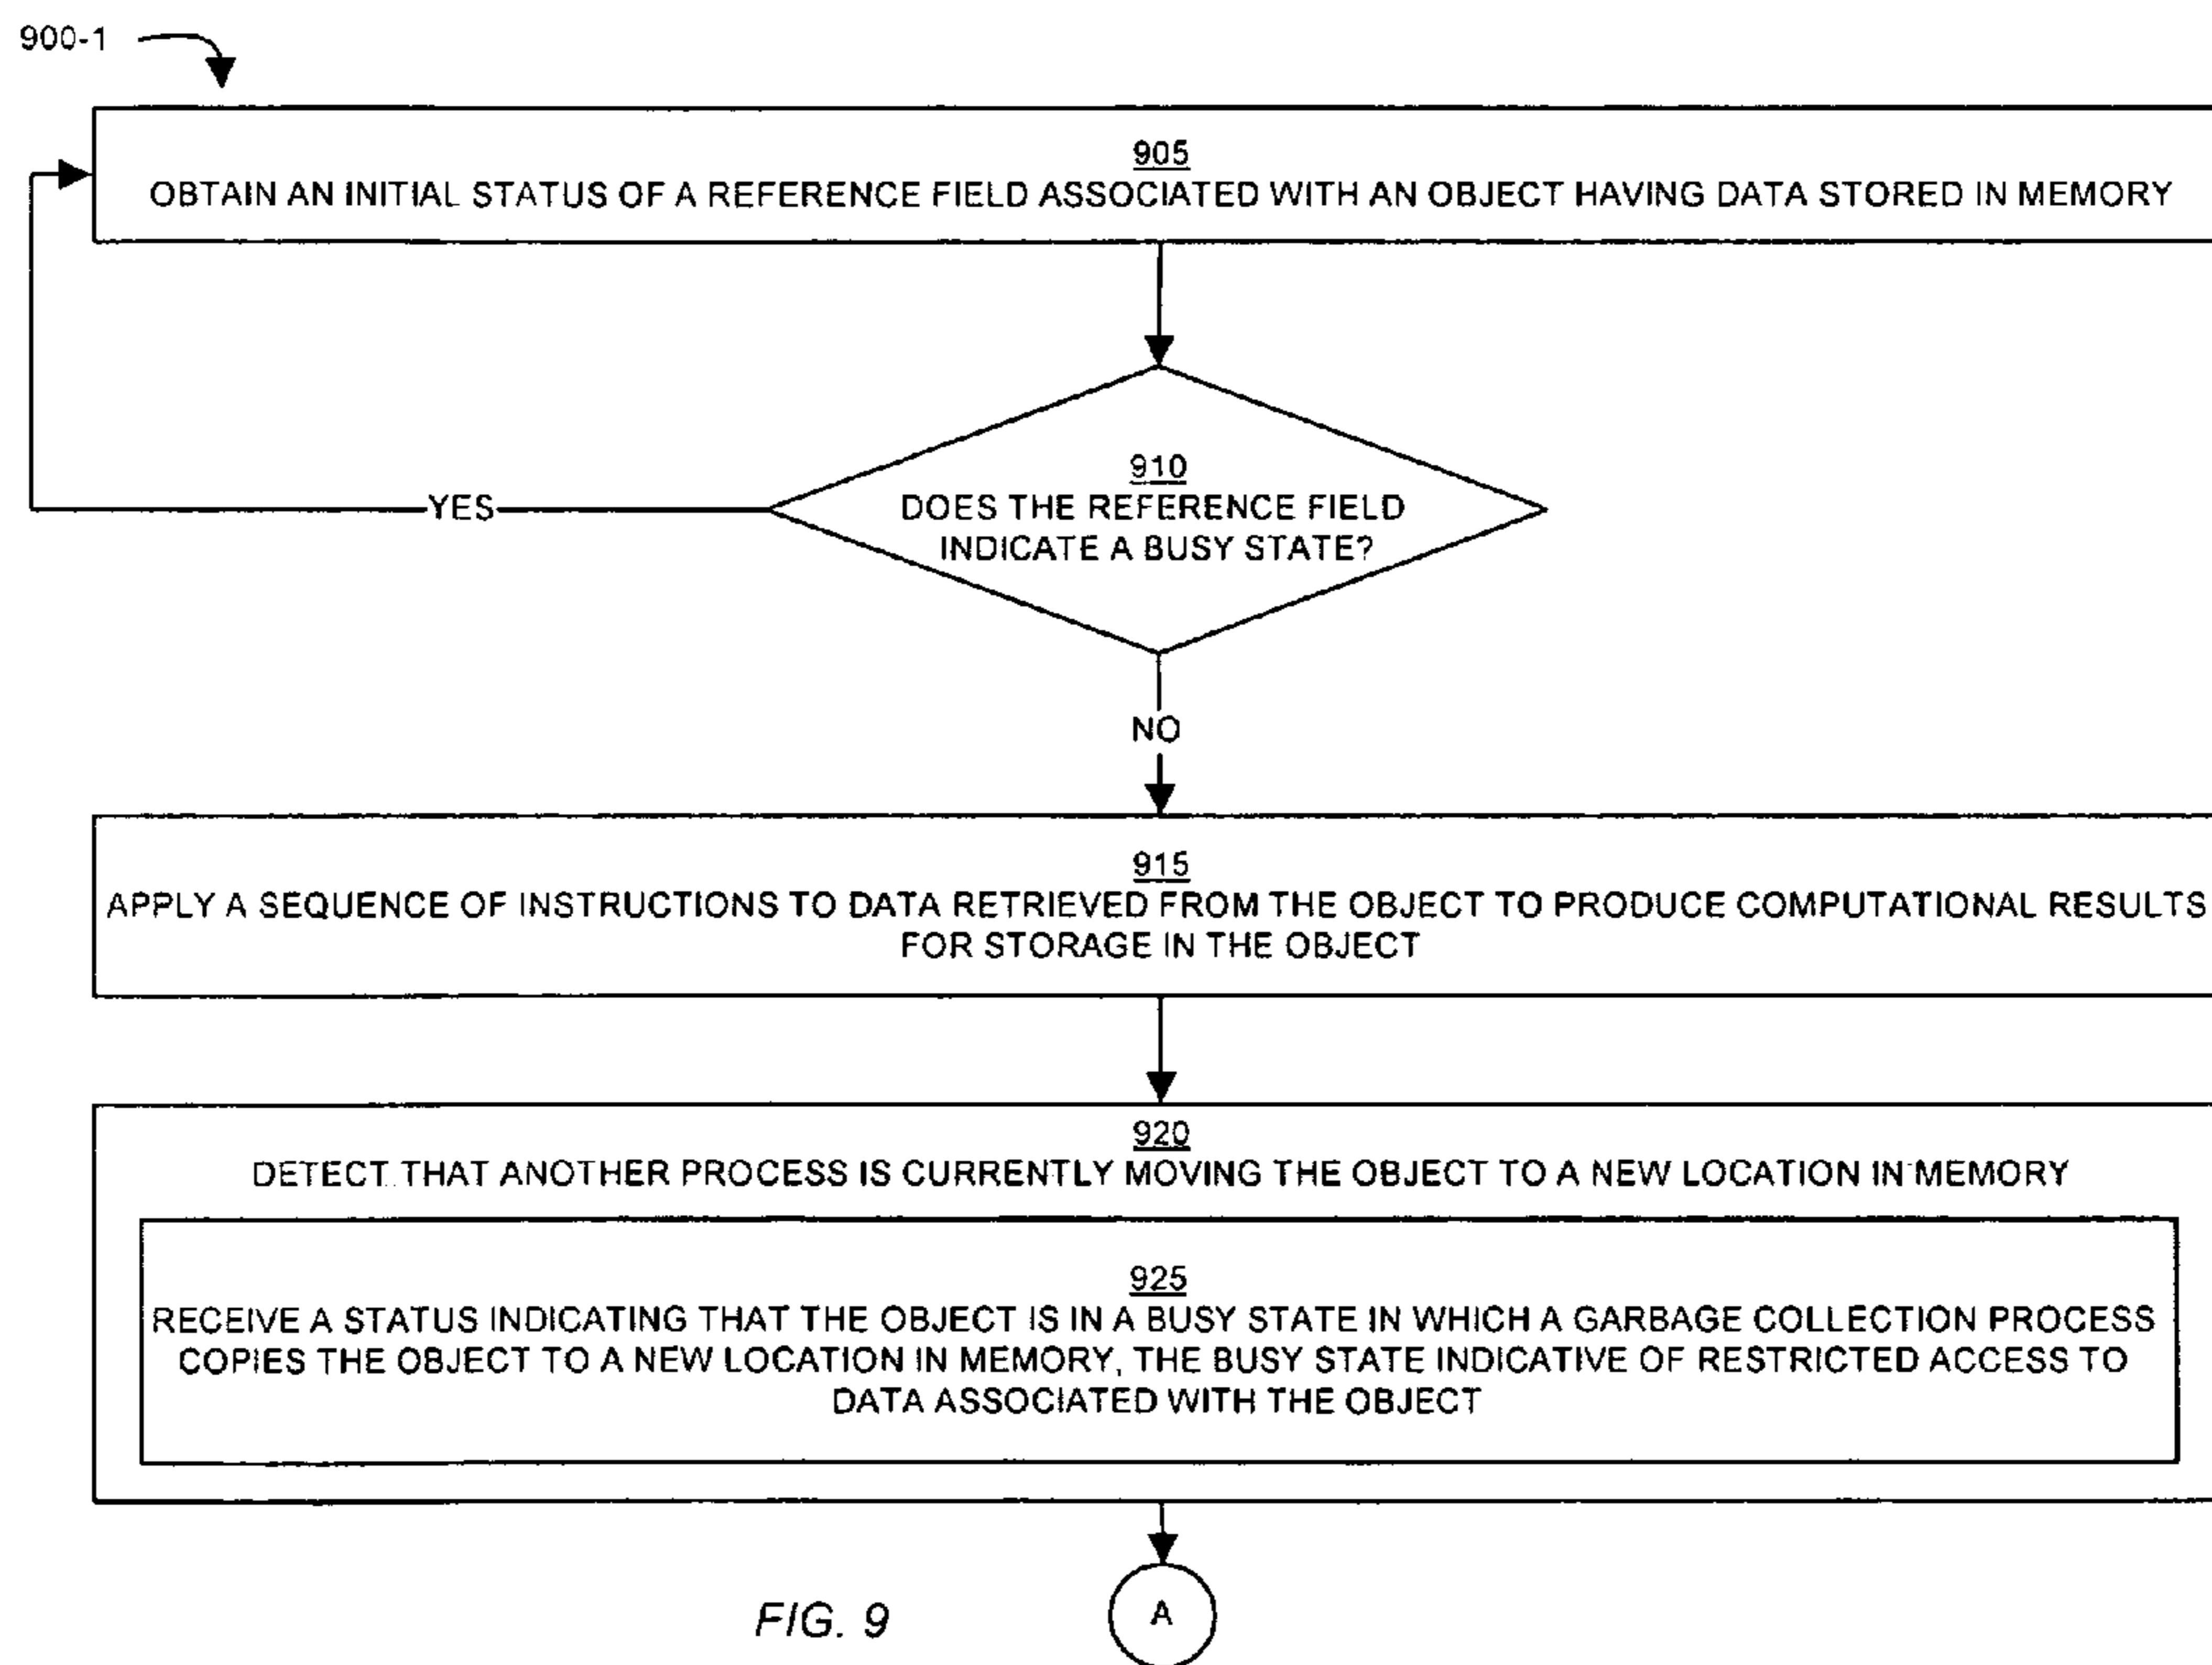 900-1
905
OBTAIN AN INITIAL STATUS OF A REFERENCE FIELD ASSOCIATED WITH AN OBJECT HAVING DATA STORED IN MEMORY
910
DOES THE REFERENCE FIELD
INDICATE A BUSY STATE?
YES
NO
915
APPLY A SEQUENCE OF INSTRUCTIONS TO DATA RETRIEVED FROM THE OBJECT TO PRODUCE COMPUTATIONAL RESULTS
FOR STORAGE IN THE OBJECT
920
DETECT THAT ANOTHER PROCESS IS CURRENTLY MOVING THE OBJECT TO A NEW LOCATION IN MEMORY
925
RECEIVE A STATUS INDICATING THAT THE OBJECT IS IN A BUSY STATE IN WHICH A GARBAGE COLLECTION PROCESS
COPIES THE OBJECT TO A NEW LOCATION IN MEMORY, THE BUSY STATE INDICATIVE OF RESTRICTED ACCESS TO
DATA ASSOCIATED WITH THE OBJECT
A
FIG. 9